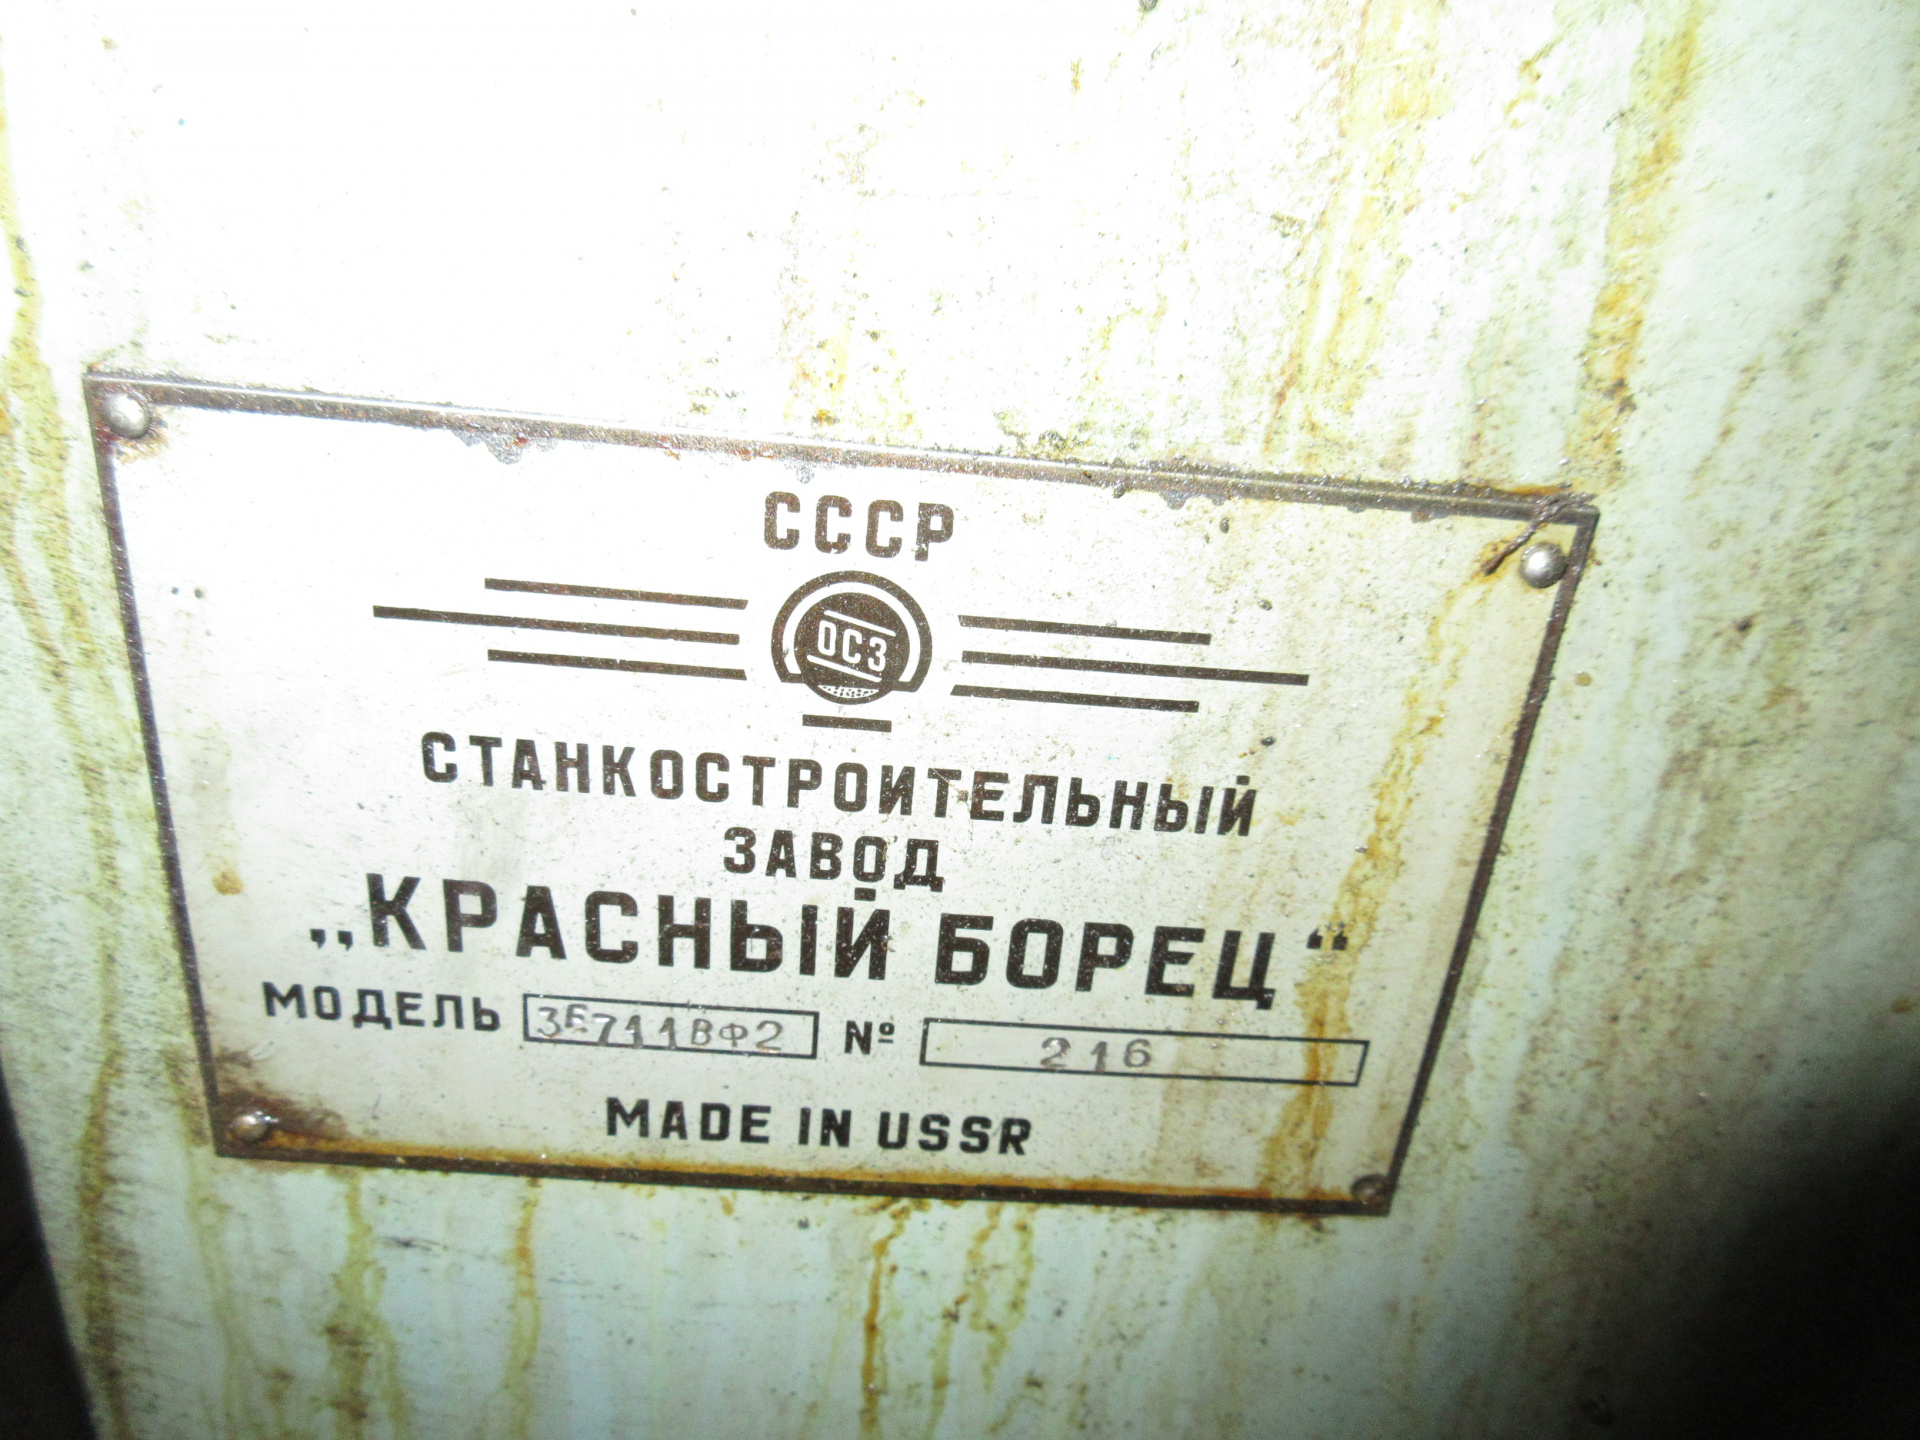 СССР
ОСЗ
СТАНКОСТРОИТЕЛЬНЫЙ
ЗАВОД
„КРАСНЫЙ БОРЕЦ“
МОДЕЛЬ 3Б711ВФ2 № 216
MADE IN USSR